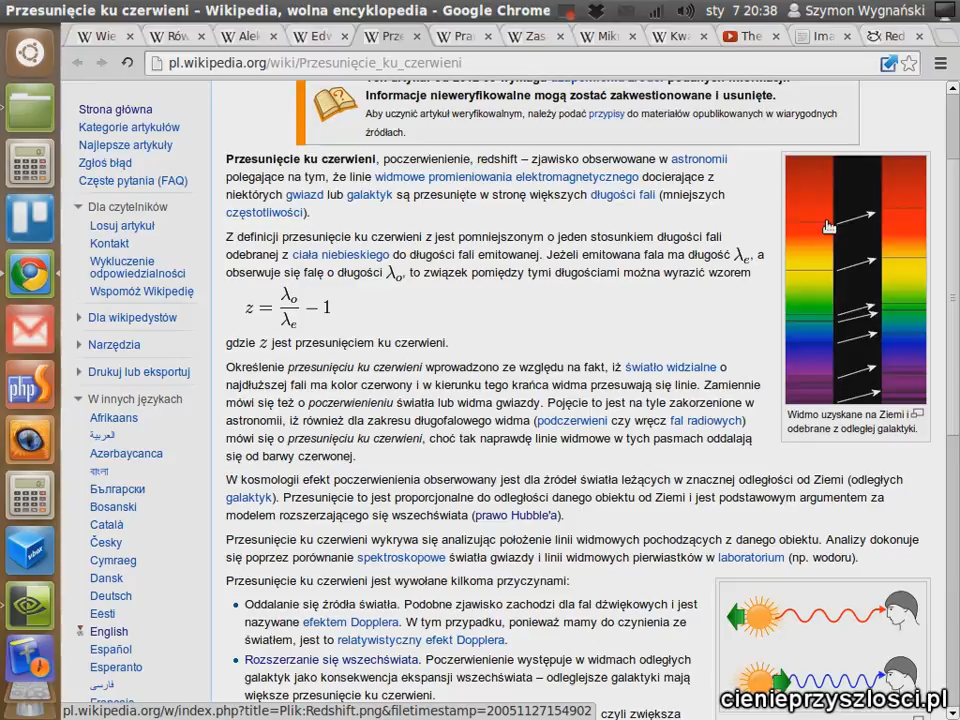 Przesunięcie ku czerwieni – Wikipedia, wolna encyklopedia - Google Chrome
sty 7 20:38
Szymon Wygnański
Wie
Rów
Alek
Edw
Prze
Pra
Zas
Mikr
Kwa
The
Ima
Red
pl.wikipedia.org/wiki/Przesunięcie_ku_czerwieni
Informacje nieweryfikowalne mogą zostać zakwestionowane i usunięte.
Aby uczynić artykuł weryfikowalnym, należy podać przypisy do materiałów opublikowanych w wiarygodnych
źródłach.
Strona główna
Kategorie artykułów
Najlepsze artykuły
Zgłoś błąd
Częste pytania (FAQ)
Dla czytelników
Losuj artykuł
Kontakt
Wykluczenie
odpowiedzialności
Wspomóż Wikipedię
Dla wikipedystów
Narzędzia
Drukuj lub eksportuj
W innych językach
Afrikaans
العربية
Azərbaycanca
বাংলা
Български
Bosanski
Català
Česky
Cymraeg
Dansk
Deutsch
Eesti
English
Español
Esperanto
فارسی
Français
Przesunięcie ku czerwieni, poczerwienienie, redshift – zjawisko obserwowane w astronomii
polegające na tym, że linie widmowe promieniowania elektromagnetycznego docierające z
niektórych gwiazd lub galaktyk są przesunięte w stronę większych długości fali (mniejszych
częstotliwości).
Z definicji przesunięcie ku czerwieni z jest pomniejszonym o jeden stosunkiem długości fali
odebranej z ciała niebieskiego do długości fali emitowanej. Jeżeli emitowana fala ma długość λe, a
obserwuje się falę o długości λo, to związek pomiędzy tymi długościami można wyrazić wzorem
z = λo/λe − 1
gdzie z jest przesunięciem ku czerwieni.
Określenie przesunięcie ku czerwieni wprowadzono ze względu na fakt, iż światło widzialne o
najdłuższej fali ma kolor czerwony i w kierunku tego krańca widma przesuwają się linie. Zamiennie
mówi się też o poczerwienieniu światła lub widma gwiazdy. Pojęcie to jest na tyle zakorzenione w
astronomii, iż również dla zakresu długofalowego widma (podczerwieni czy wręcz fal radiowych)
mówi się o przesunięciu ku czerwieni, choć tak naprawdę linie widmowe w tych pasmach oddalają
się od barwy czerwonej.
W kosmologii efekt poczerwienienia obserwowany jest dla źródeł światła leżących w znacznej odległości od Ziemi (odległych
galaktyk). Przesunięcie to jest proporcjonalne do odległości danego obiektu od Ziemi i jest podstawowym argumentem za
modelem rozszerzającego się wszechświata (prawo Hubble'a).
Przesunięcie ku czerwieni wykrywa się analizując położenie linii widmowych pochodzących z danego obiektu. Analizy dokonuje
się poprzez porównanie spektroskopowe światła gwiazdy i linii widmowych pierwiastków w laboratorium (np. wodoru).
Przesunięcie ku czerwieni jest wywołane kilkoma przyczynami:
Oddalanie się źródła światła. Podobne zjawisko zachodzi dla fal dźwiękowych i jest
nazywane efektem Dopplera. W tym przypadku, ponieważ mamy do czynienia ze
światłem, jest to relatywistyczny efekt Dopplera.
Rozszerzanie się wszechświata. Poczerwienienie występuje w widmach odległych
galaktyk jako konsekwencja ekspansji wszechświata – odleglejsze galaktyki mają
większe przesunięcie ku czerwieni.
czyli zwiększa
Widmo uzyskane na Ziemi i
odebrane z odległej galaktyki.
pl.wikipedia.org/w/index.php?title=Plik:Redshift.png&filetimestamp=20051127154902
cienieprzyszlosci.pl
php
vbox